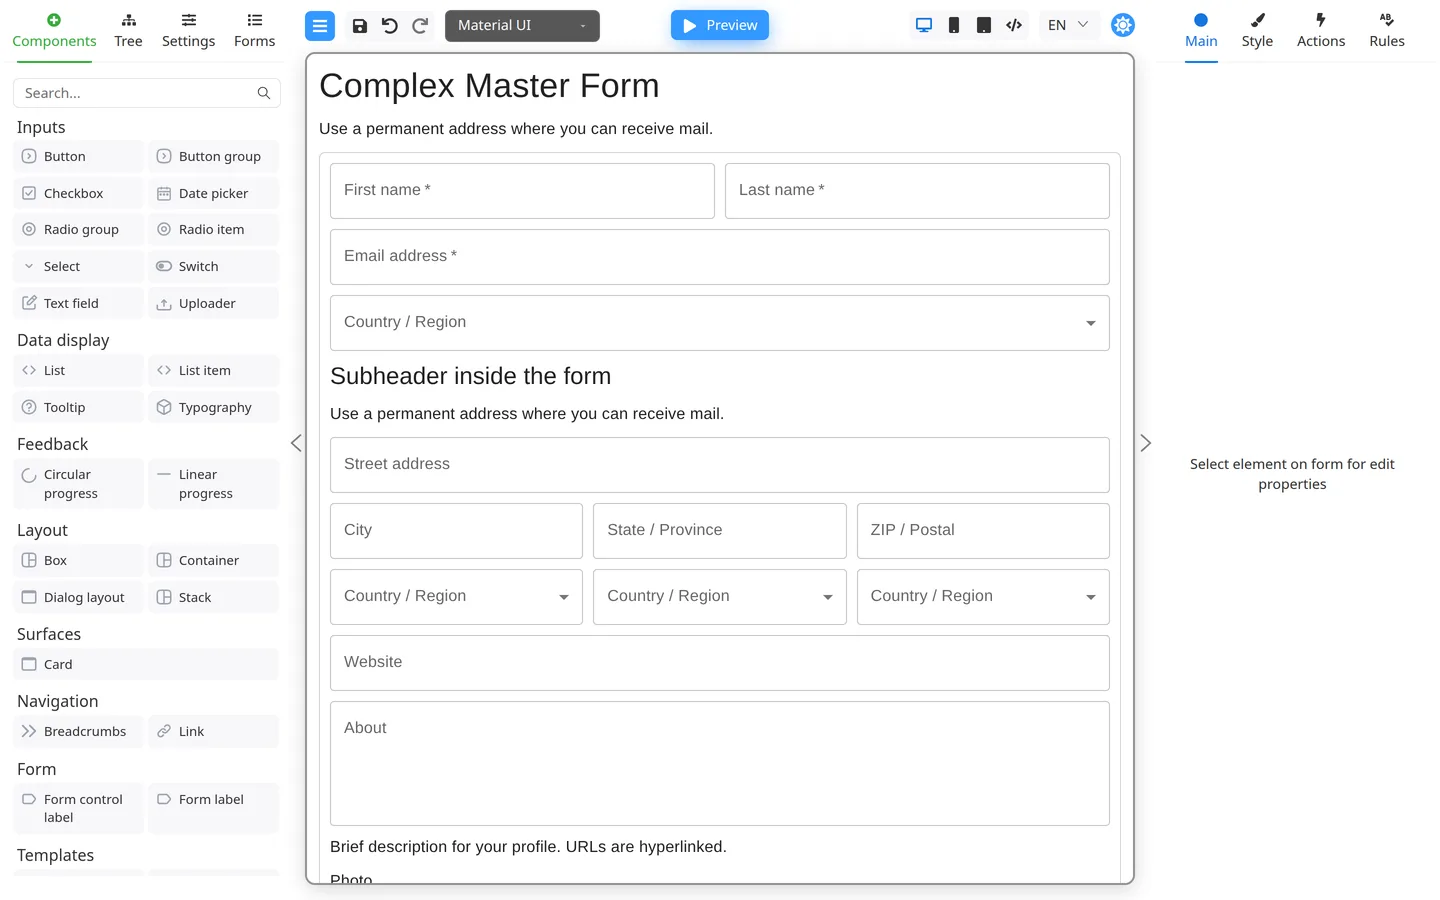 Components
Tree
Settings
Forms
Material UI
Preview
EN
Main
Style
Actions
AB
Rules
Search...
Inputs
Button
Button group
Checkbox
Date picker
Radio group
Radio item
Select
Switch
Text field
Uploader
Data display
List
List item
Tooltip
Typography
Feedback
Circular
progress
Linear
progress
Layout
Box
Container
Dialog layout
Stack
Surfaces
Card
Navigation
Breadcrumbs
Link
Form
Form control
label
Form label
Templates
Complex Master Form
Use a permanent address where you can receive mail.
First name *
Last name *
Email address *
Country / Region
Subheader inside the form
Use a permanent address where you can receive mail.
Street address
City
State / Province
ZIP / Postal
Country / Region
Country / Region
Country / Region
Website
About
Brief description for your profile. URLs are hyperlinked.
Photo
Select element on form for edit
properties